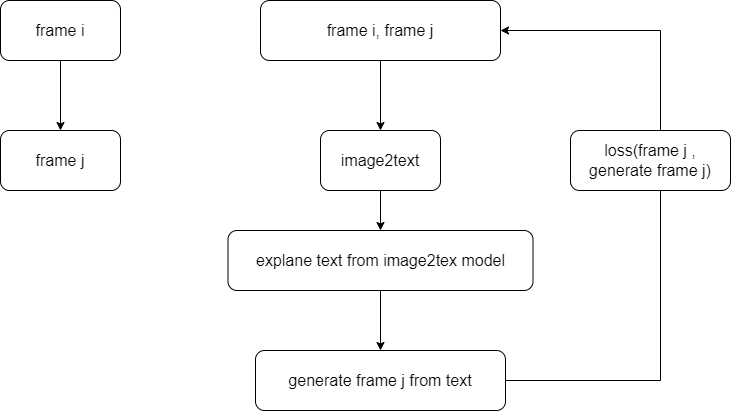 frame i
frame j
frame i, frame j
image2text
explane text from image2tex model
generate frame j from text
loss(frame j ,
generate frame j)